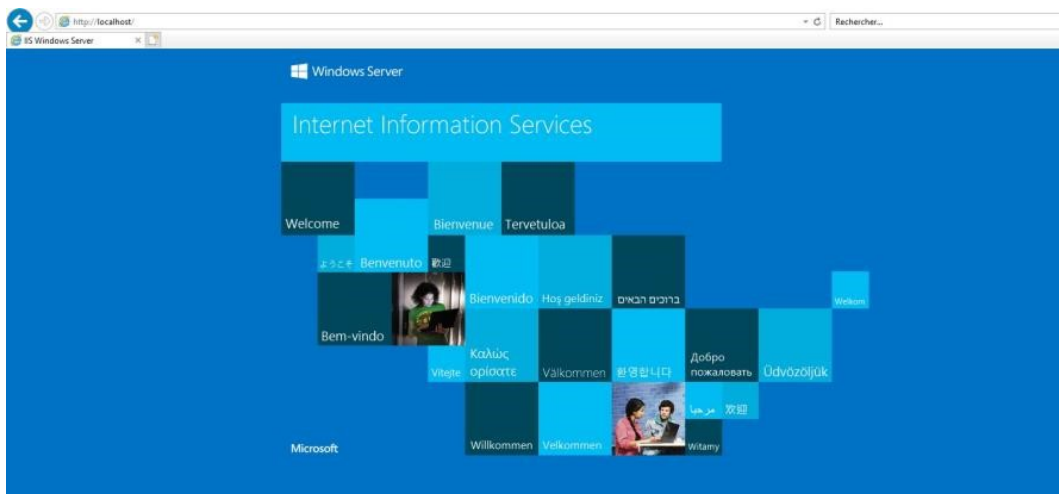 http://localhost/
Rechercher...
IIS Windows Server
Windows Server
Internet Information Services
Welcome
Bienvenue
Tervetuloa
ようこそ
Benvenuto
歡迎
Bienvenido
Hoş geldiniz
ברוכים הבאים
Welkom
Bem-vindo
Vítejte
Καλώς
ορίσατε
Välkommen
환영합니다
Добро
пожаловать
Üdvözöljük
مرحبا
欢迎
Willkommen
Velkommen
Witamy
Microsoft